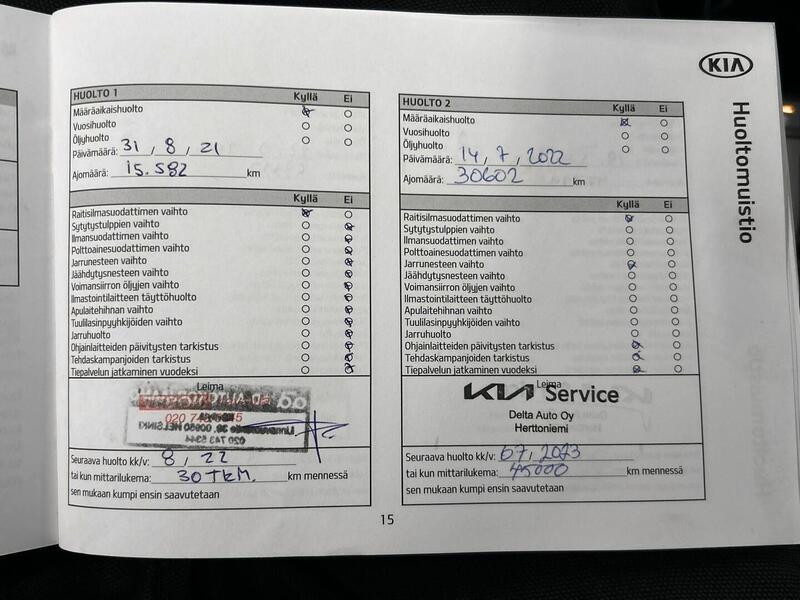 KIA
Huoltomuistio
HUOLTO 1 Kyllä Ei
Määräaikaishuolto
Vuosihuolto
Öljyhuolto
Päivämäärä: 31 / 8 / 21
Ajomäärä: 15.582 km
Kyllä Ei
Raitisilmasuodattimen vaihto
Sytytystulppien vaihto
Ilmansuodattimen vaihto
Polttoainesuodattimen vaihto
Jarrunesteen vaihto
Jäähdytysnesteen vaihto
Voimansiirron öljyjen vaihto
Ilmastointilaitteen täyttöhuolto
Apulaitehihnan vaihto
Tuulilasinpyyhkijöiden vaihto
Jarruhuolto
Ohjainlaitteiden päivitysten tarkistus
Tehdaskampanjoiden tarkistus
Tiepalvelun jatkaminen vuodeksi
Leima
00880 HELSINKI
020 743 5344
Seuraava huolto kk/v: 8 / 22
tai kun mittarilukema: 30 TKM. km mennessä
sen mukaan kumpi ensin saavutetaan
HUOLTO 2 Kyllä Ei
Määräaikaishuolto
Vuosihuolto
Öljyhuolto
Päivämäärä: 14 / 7 / 2022
Ajomäärä: 30602 km
Kyllä Ei
Raitisilmasuodattimen vaihto
Sytytystulppien vaihto
Ilmansuodattimen vaihto
Polttoainesuodattimen vaihto
Jarrunesteen vaihto
Jäähdytysnesteen vaihto
Voimansiirron öljyjen vaihto
Ilmastointilaitteen täyttöhuolto
Apulaitehihnan vaihto
Tuulilasinpyyhkijöiden vaihto
Jarruhuolto
Ohjainlaitteiden päivitysten tarkistus
Tehdaskampanjoiden tarkistus
Tiepalvelun jatkaminen vuodeksi
Leima
KIA Service
Delta Auto Oy
Herttoniemi
Seuraava huolto kk/v: 07 / 2023
tai kun mittarilukema: 45000 km mennessä
sen mukaan kumpi ensin saavutetaan
15